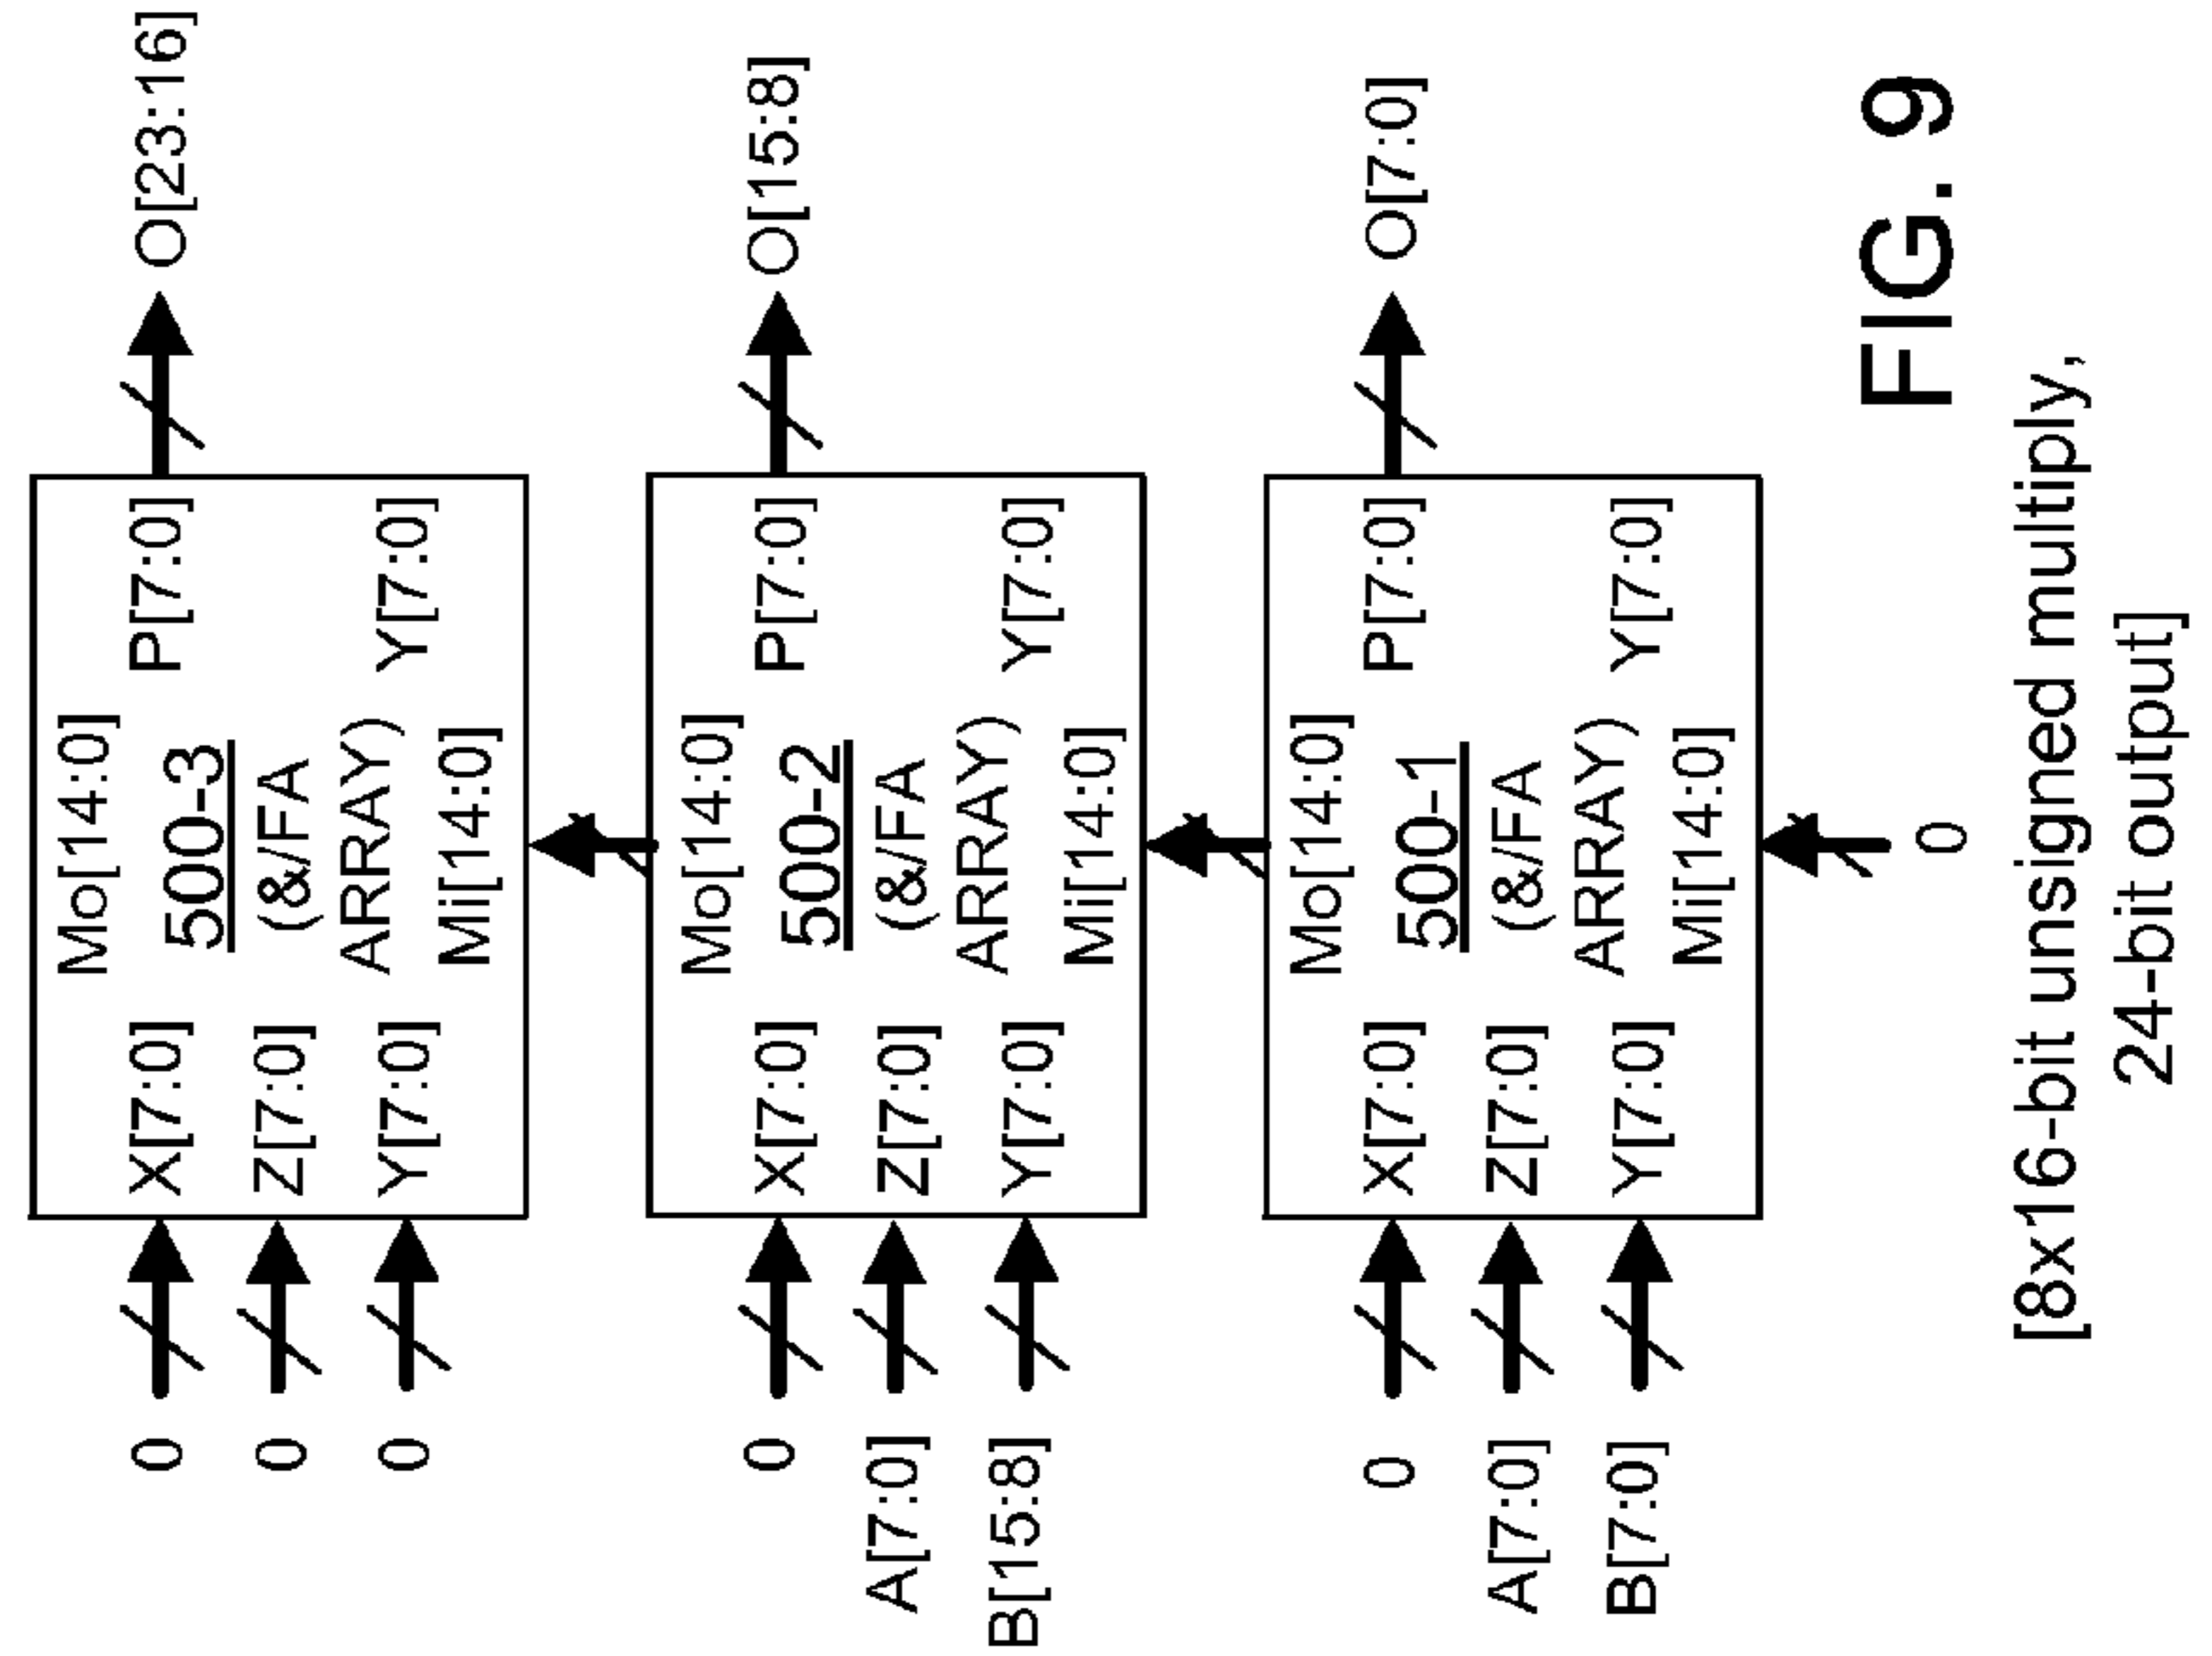 Mo[14:0]
0 X[7:0] 500-3 P[7:0] O[23:16]
0 Z[7:0] (&/FA
0 Y[7:0] ARRAY) Y[7:0]
Mi[14:0]
Mo[14:0]
0 X[7:0] 500-2 P[7:0] O[15:8]
A[7:0] Z[7:0] (&/FA
B[15:8] Y[7:0] ARRAY) Y[7:0]
Mi[14:0]
Mo[14:0]
0 X[7:0] 500-1 P[7:0] O[7:0]
A[7:0] Z[7:0] (&/FA
B[7:0] Y[7:0] ARRAY) Y[7:0]
Mi[14:0]
0
FIG. 9
[8x16-bit unsigned multiply,
24-bit output]